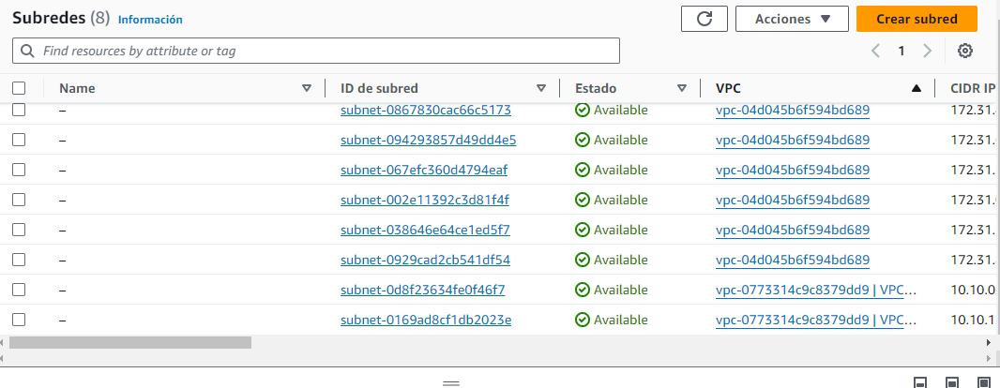 Subredes (8) Información
Acciones
Crear subred
Find resources by attribute or tag
1
Name ID de subred Estado VPC CIDR IP
– subnet-0867830cac66c5173 Available vpc-04d045b6f594bd689 172.31.
– subnet-094293857d49dd4e5 Available vpc-04d045b6f594bd689 172.31.
– subnet-067efc360d4794eaf Available vpc-04d045b6f594bd689 172.31.
– subnet-002e11392c3d81f4f Available vpc-04d045b6f594bd689 172.31.
– subnet-038646e64ce1ed5f7 Available vpc-04d045b6f594bd689 172.31.
– subnet-0929cad2cb541df54 Available vpc-04d045b6f594bd689 172.31.
– subnet-0d8f23634fe0f46f7 Available vpc-0773314c9c8379dd9 | VPC… 10.10.0
– subnet-0169ad8cf1db2023e Available vpc-0773314c9c8379dd9 | VPC… 10.10.1